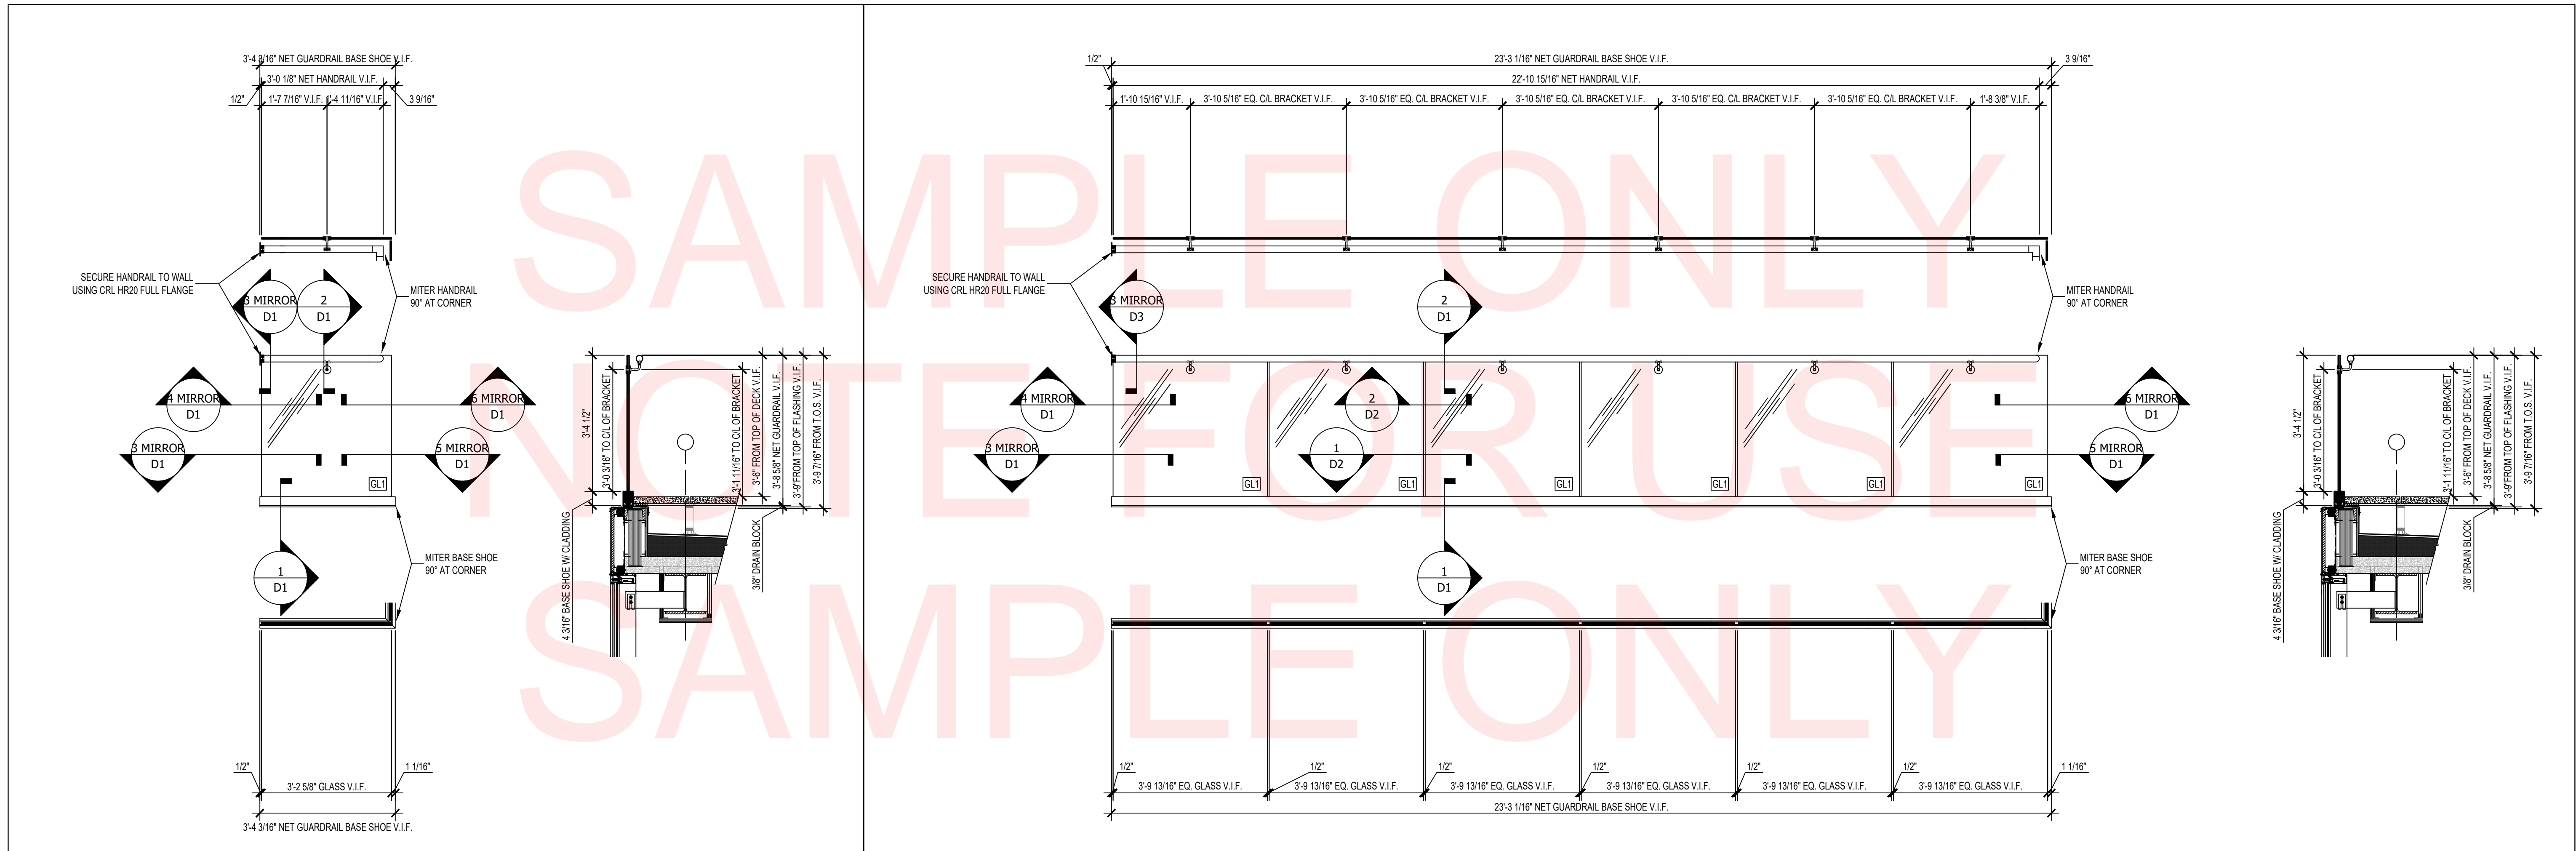 3'-4 3/16" NET GUARDRAIL BASE SHOE V.I.F.
3'-0 1/8" NET HANDRAIL V.I.F.
1/2"
1'-7 7/16" V.I.F.
1'-4 11/16" V.I.F.
3 9/16"
SECURE HANDRAIL TO WALL
USING CRL HR20 FULL FLANGE
3 MIRROR
D1
2
D1
MITER HANDRAIL
90° AT CORNER
4 MIRROR
D1
6 MIRROR
D1
3 MIRROR
D1
5 MIRROR
D1
GL1
1
D1
MITER BASE SHOE
90° AT CORNER
1/2"
1 1/16"
3'-2 5/8" GLASS V.I.F.
3'-4 3/16" NET GUARDRAIL BASE SHOE V.I.F.
3'-4 1/2"
3'-0 3/16" TO C/L OF BRACKET
3'-1 11/16" TO C/L OF BRACKET
3'-6" FROM TOP OF DECK V.I.F.
3'-8 5/8" NET GUARDRAIL V.I.F.
3'-9"FROM TOP OF FLASHING V.I.F.
3'-9 7/16" FROM T.O.S. V.I.F.
4 3/16" BASE SHOE W/ CLADDING
3/8" DRAIN BLOCK
1/2"
23'-3 1/16" NET GUARDRAIL BASE SHOE V.I.F.
3 9/16"
22'-10 15/16" NET HANDRAIL V.I.F.
1'-10 15/16" V.I.F.
3'-10 5/16" EQ. C/L BRACKET V.I.F.
3'-10 5/16" EQ. C/L BRACKET V.I.F.
3'-10 5/16" EQ. C/L BRACKET V.I.F.
3'-10 5/16" EQ. C/L BRACKET V.I.F.
3'-10 5/16" EQ. C/L BRACKET V.I.F.
1'-8 3/8" V.I.F.
SECURE HANDRAIL TO WALL
USING CRL HR20 FULL FLANGE
3 MIRROR
D3
2
D1
MITER HANDRAIL
90° AT CORNER
4 MIRROR
D1
2
D2
6 MIRROR
D1
3 MIRROR
D1
1
D2
5 MIRROR
D1
GL1
GL1
GL1
GL1
GL1
GL1
1
D1
MITER BASE SHOE
90° AT CORNER
1/2"
1/2"
1/2"
1/2"
1/2"
1/2"
1 1/16"
3'-9 13/16" EQ. GLASS V.I.F.
3'-9 13/16" EQ. GLASS V.I.F.
3'-9 13/16" EQ. GLASS V.I.F.
3'-9 13/16" EQ. GLASS V.I.F.
3'-9 13/16" EQ. GLASS V.I.F.
3'-9 13/16" EQ. GLASS V.I.F.
23'-3 1/16" NET GUARDRAIL BASE SHOE V.I.F.
3'-4 1/2"
3'-0 3/16" TO C/L OF BRACKET
3'-1 11/16" TO C/L OF BRACKET
3'-6" FROM TOP OF DECK V.I.F.
3'-8 5/8" NET GUARDRAIL V.I.F.
3'-9"FROM TOP OF FLASHING V.I.F.
3'-9 7/16" FROM T.O.S. V.I.F.
4 3/16" BASE SHOE W/ CLADDING
3/8" DRAIN BLOCK
SAMPLE ONLY
NOTE FOR USE
SAMPLE ONLY